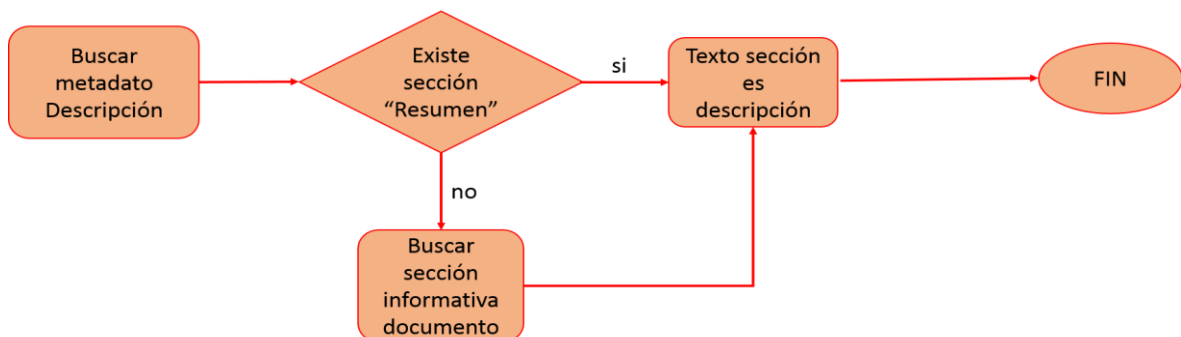 Buscar
metadato
Descripción
Existe
sección
“Resumen”
si
Texto sección
es
descripción
FIN
no
Buscar
sección
informativa
documento